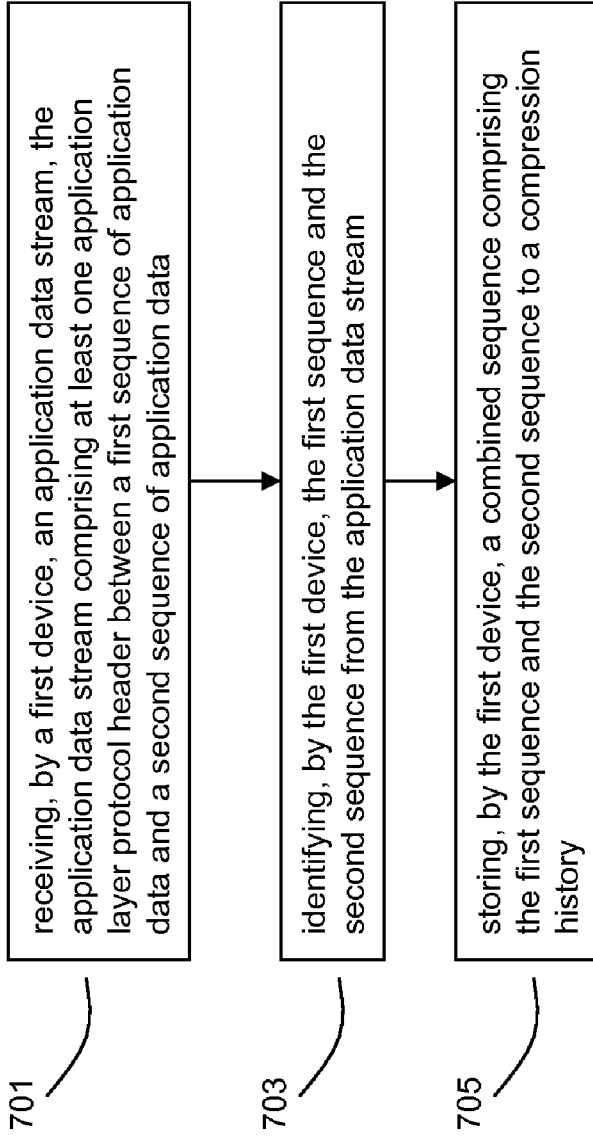 701
receiving, by a first device, an application data stream, the
application data stream comprising at least one application
layer protocol header between a first sequence of application
data and a second sequence of application data
703
identifying, by the first device, the first sequence and the
second sequence from the application data stream
705
storing, by the first device, a combined sequence comprising
the first sequence and the second sequence to a compression
history